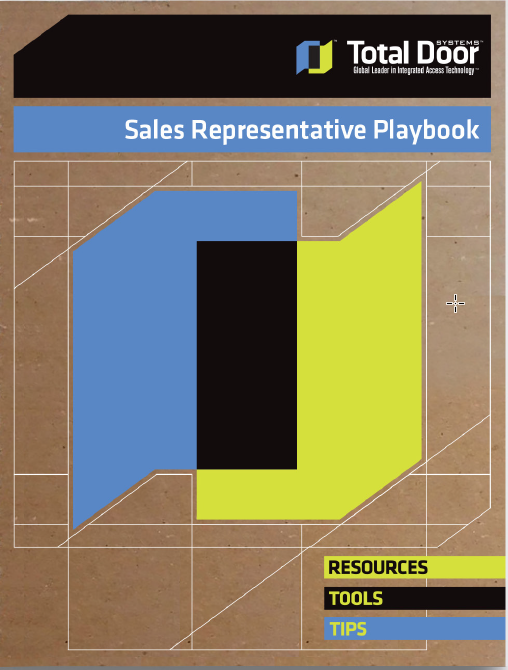 Total Door SYSTEMS™
Global Leader in Integrated Access Technology™
Sales Representative Playbook
RESOURCES
TOOLS
TIPS